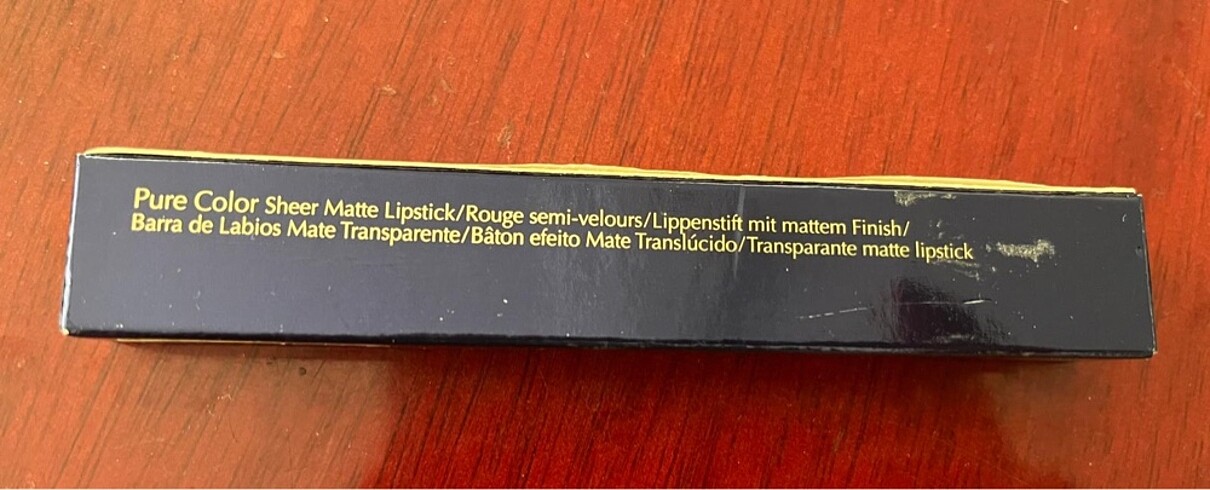 Pure Color Sheer Matte Lipstick/Rouge semi-velours/Lippenstift mit mattem Finish/
Barra de Labios Mate Transparente/Bâton efeito Mate Translúcido/Transparante matte lipstick